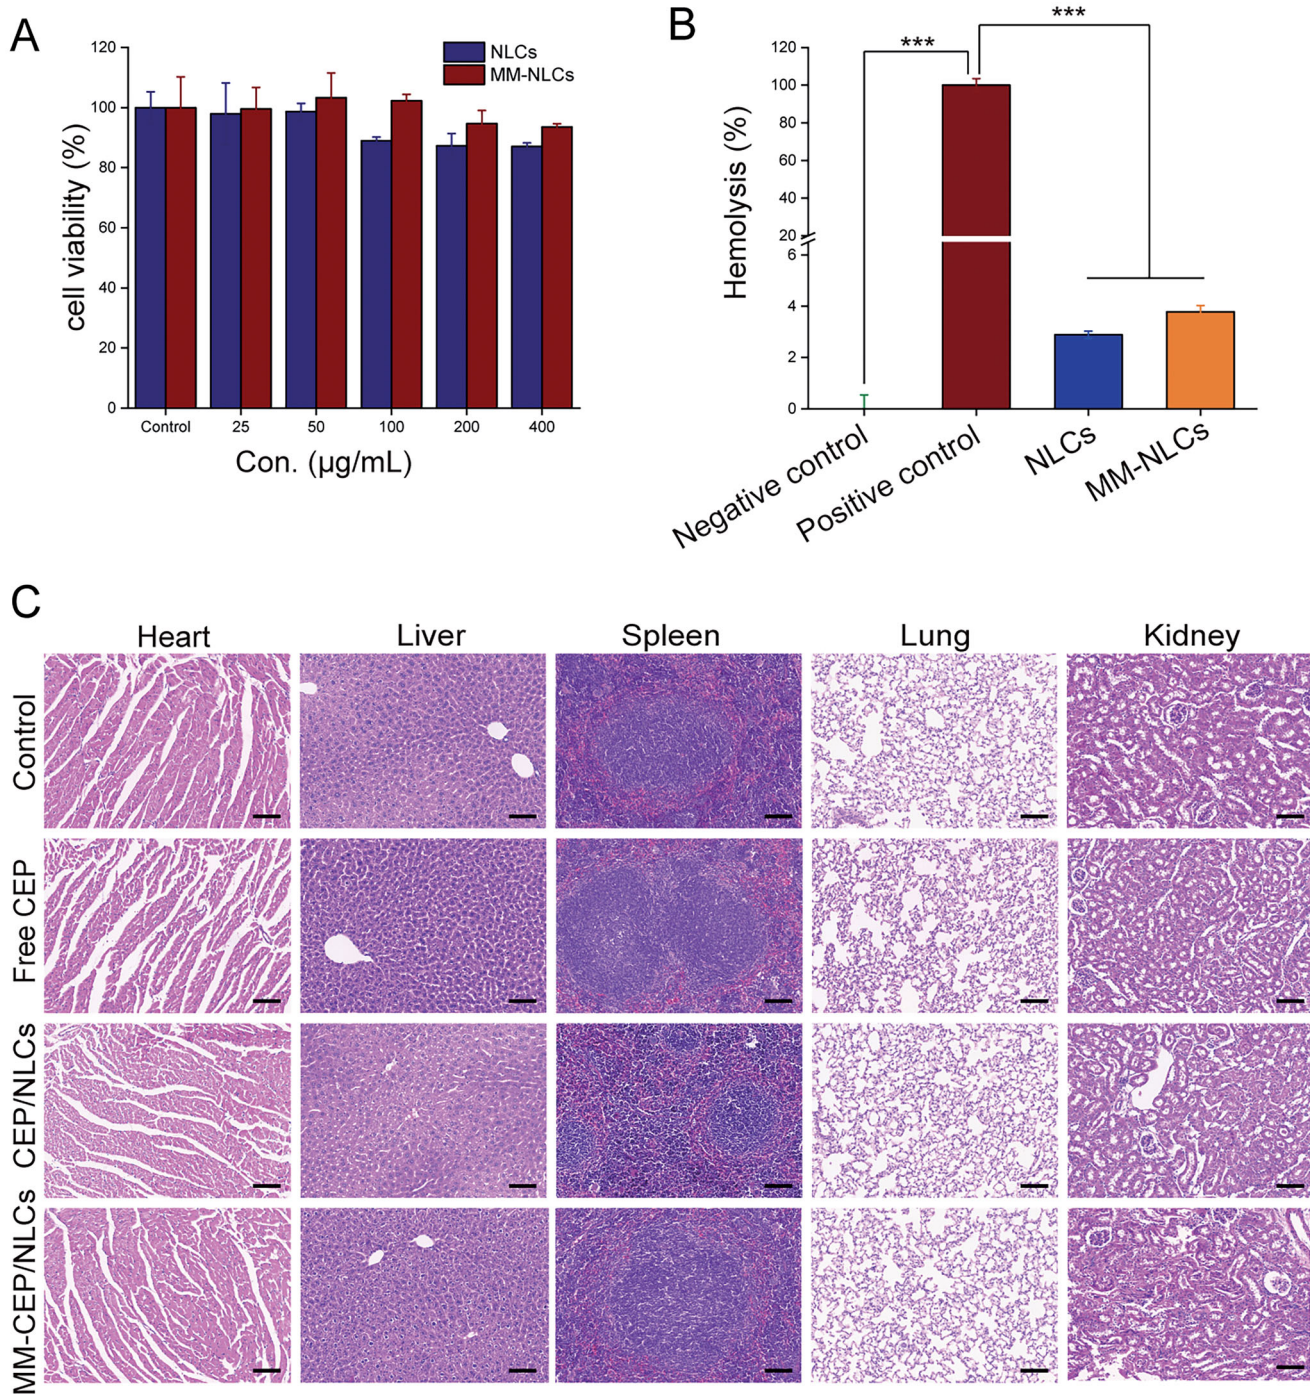 A
120
100
80
60
40
20
0
cell viability (%)
NLCs
MM-NLCs
Control 25 50 100 200 400
Con. (μg/mL)
B
***
***
120
100
80
60
40
20
6
4
2
0
Hemolysis (%)
Negative control
Positive control
NLCs
MM-NLCs
C
Heart Liver Spleen Lung Kidney
Control
Free CEP
CEP/NLCs
MM-CEP/NLCs